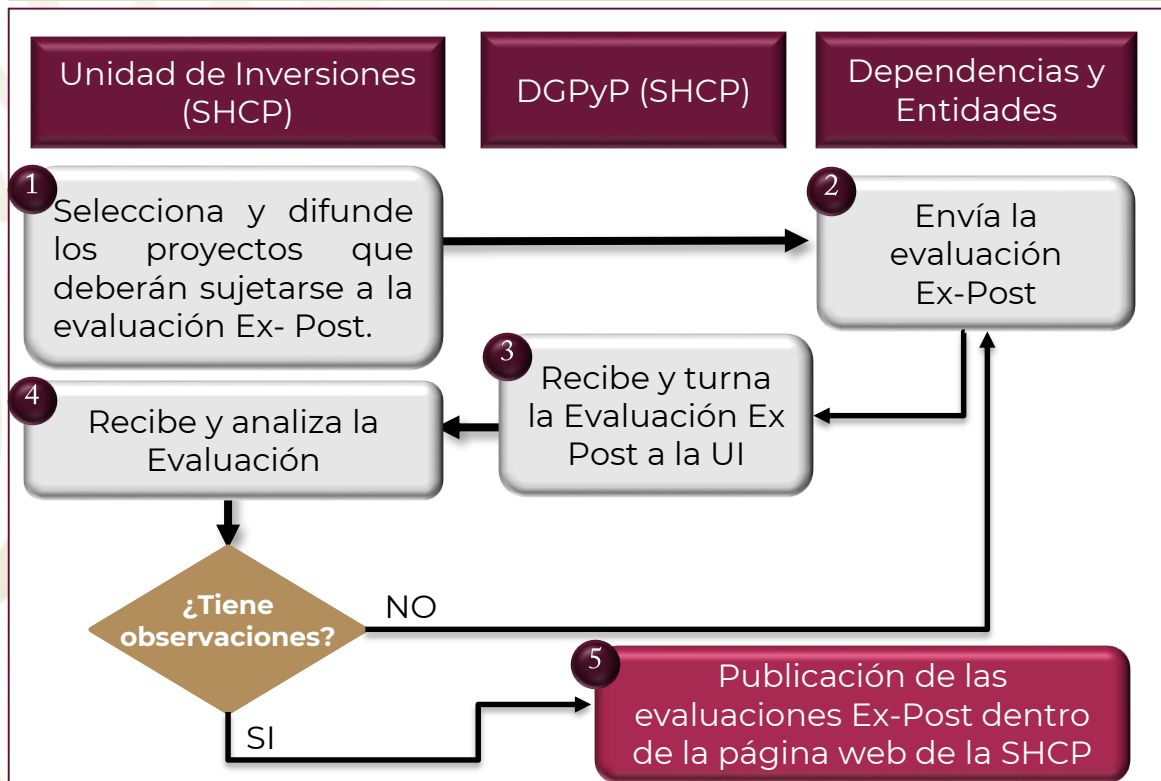 Unidad de Inversiones
(SHCP)
DGPyP (SHCP)
Dependencias y
Entidades
1
Selecciona y difunde
los proyectos que
deberán sujetarse a la
evaluación Ex- Post.
2
Envía la
evaluación
Ex-Post
3
Recibe y turna
la Evaluación Ex
Post a la UI
4
Recibe y analiza la
Evaluación
¿Tiene
observaciones?
NO
SI
5
Publicación de las
evaluaciones Ex-Post dentro
de la página web de la SHCP